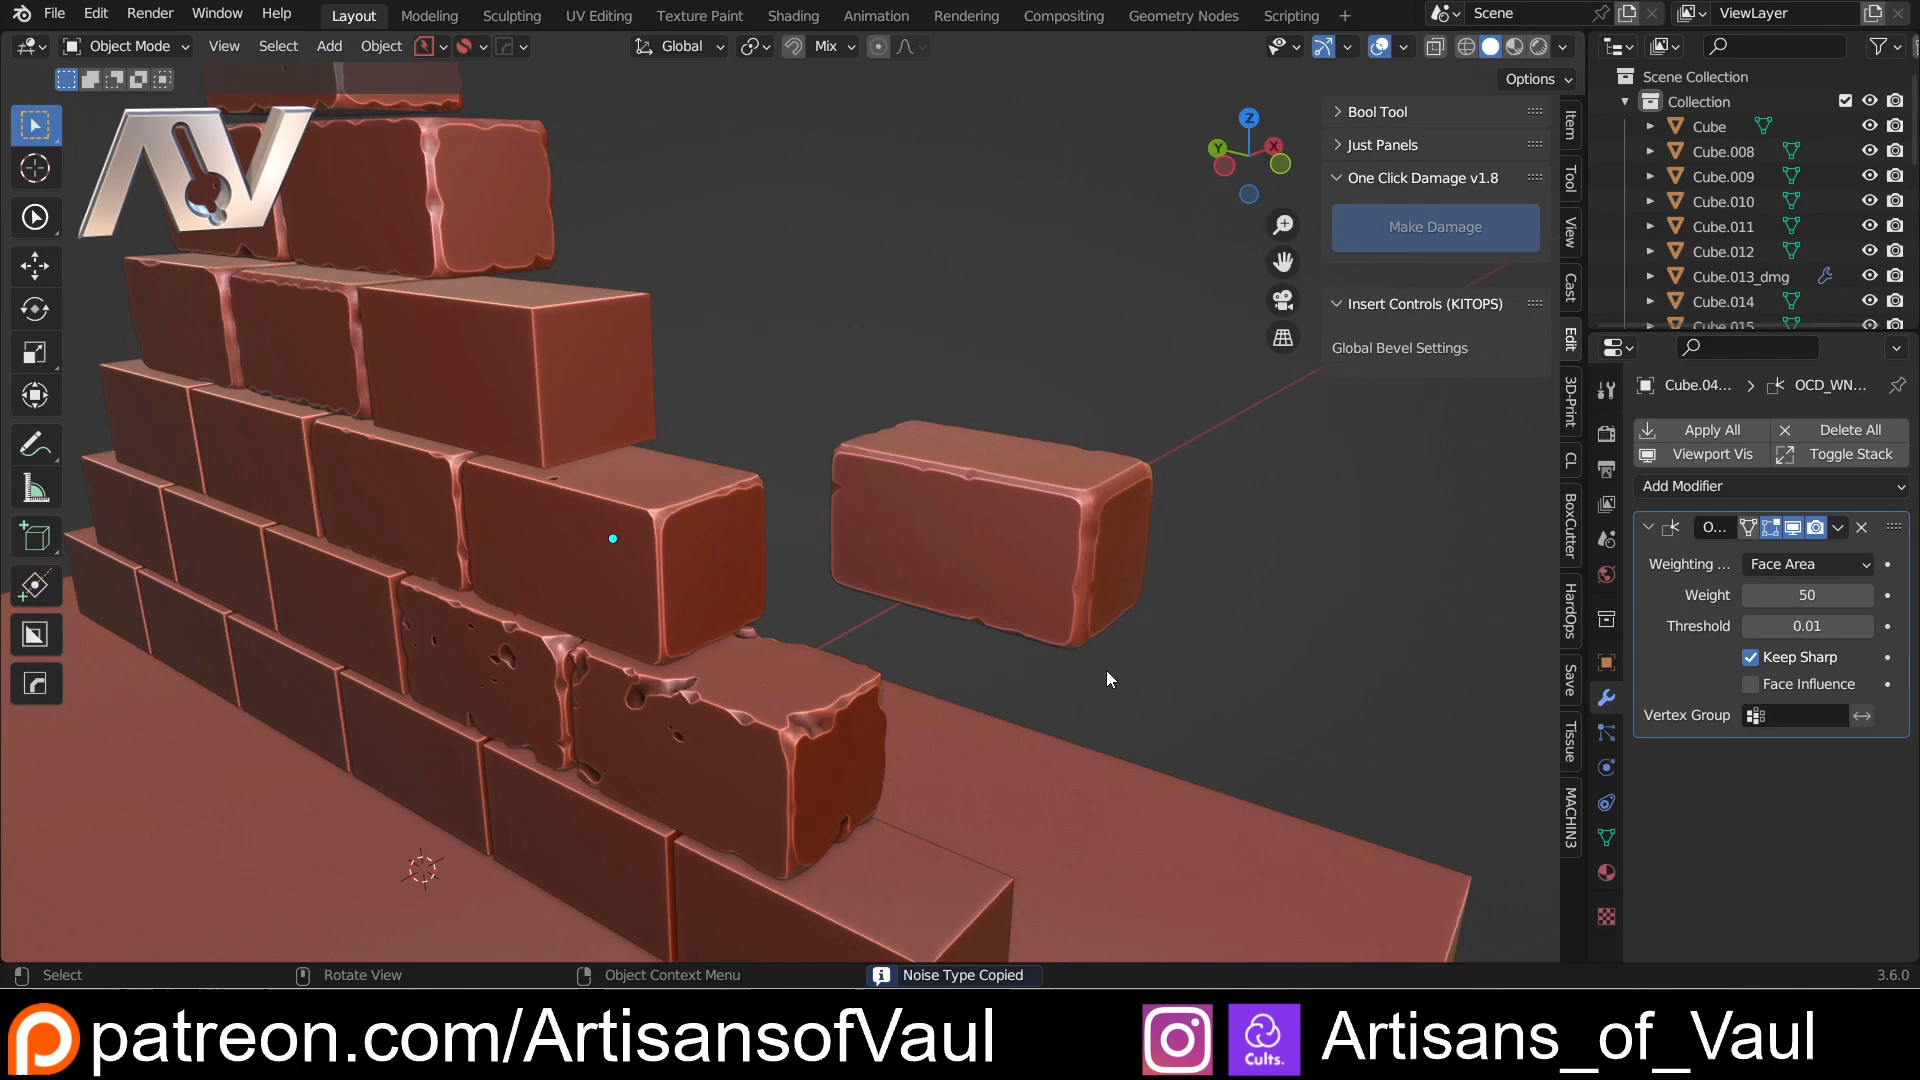 File Edit Render Window Help
Layout Modeling Sculpting UV Editing Texture Paint Shading Animation Rendering Compositing Geometry Nodes Scripting +
Scene
ViewLayer
Object Mode View Select Add Object
Global
Mix
Options
Bool Tool
Just Panels
One Click Damage v1.8
Make Damage
Insert Controls (KITOPS)
Global Bevel Settings
Z
Y
X
Item
Tool
View
Cast
Edit
3D-Print
CL
BoxCutter
HardOps
Save
Tissue
MACHIN3
Scene Collection
Collection
Cube
Cube.008
Cube.009
Cube.010
Cube.011
Cube.012
Cube.013_dmg
Cube.014
Cube.015
Cube.04... OCD_WN...
Apply All Delete All
Viewport Vis Toggle Stack
Add Modifier
O...
Weighting ... Face Area
Weight 50
Threshold 0.01
Keep Sharp
Face Influence
Vertex Group
Select Rotate View Object Context Menu Noise Type Copied 3.6.0
patreon.com/ArtisansofVaul
Cults.
Artisans_of_Vaul